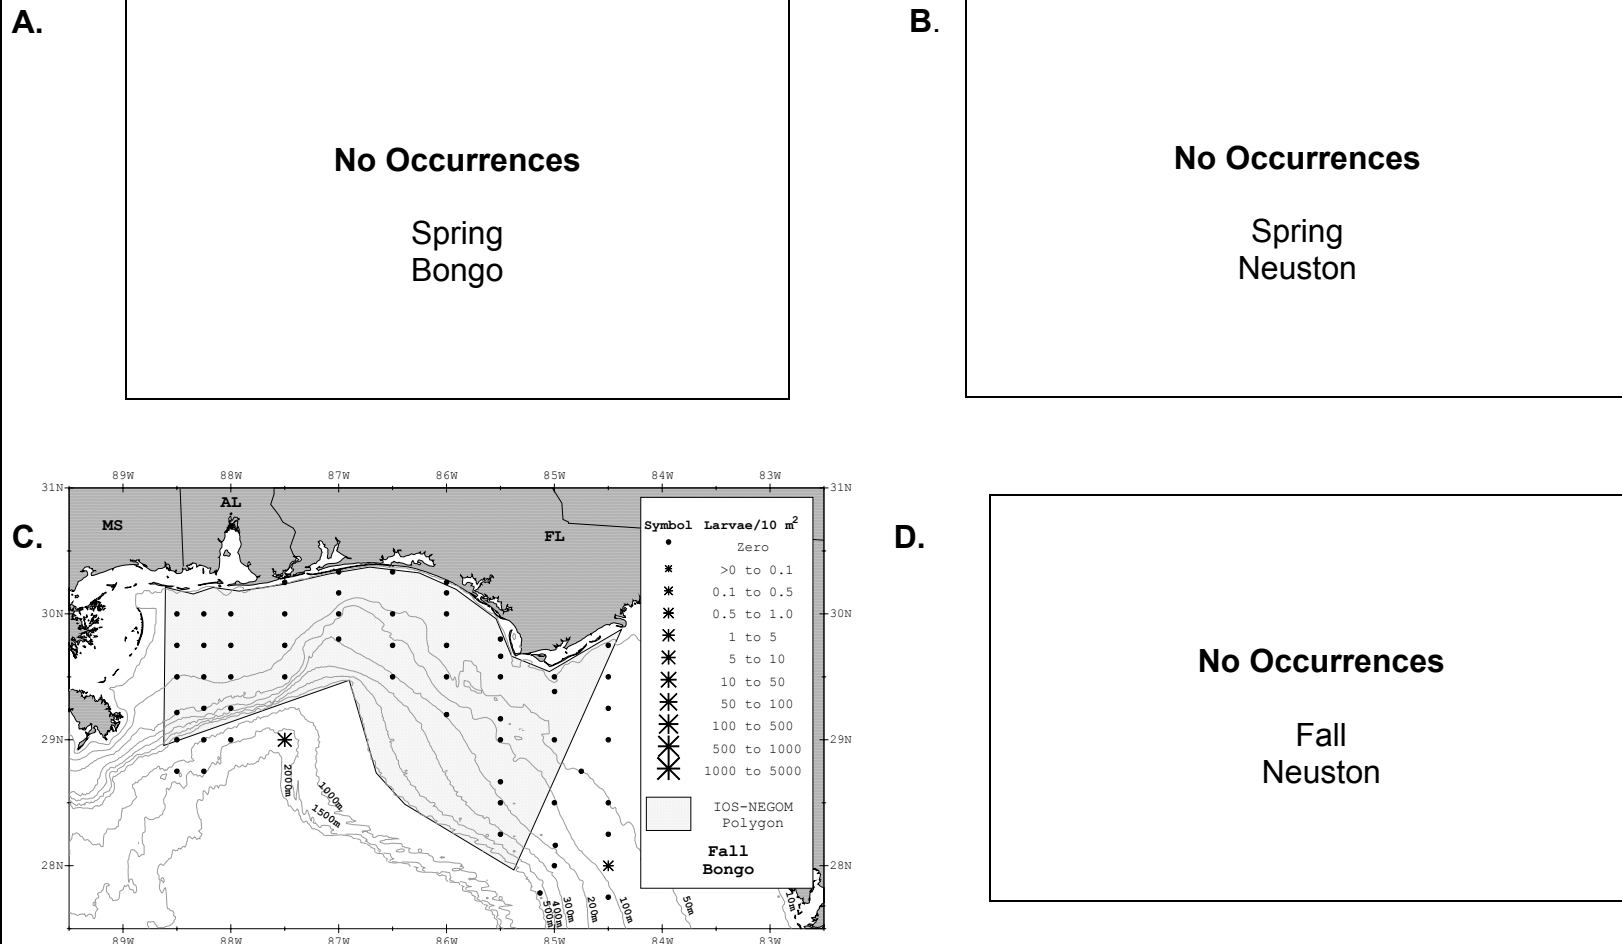 A.
No Occurrences
Spring
Bongo
B.
No Occurrences
Spring
Neuston
C.
89W 88W 87W 86W 85W 84W 83W
31N 31N
MS
AL
FL
30N 30N
29N 29N
28N 28N
Symbol Larvae/10 m2
Zero
>0 to 0.1
0.1 to 0.5
0.5 to 1.0
1 to 5
5 to 10
10 to 50
50 to 100
100 to 500
500 to 1000
1000 to 5000
IOS-NEGOM
Polygon
Fall
Bongo
2000m
1000m
1500m
500m
400m
300m
200m
100m
50m
10m
89W 88W 87W 86W 85W 84W 83W
D.
No Occurrences
Fall
Neuston